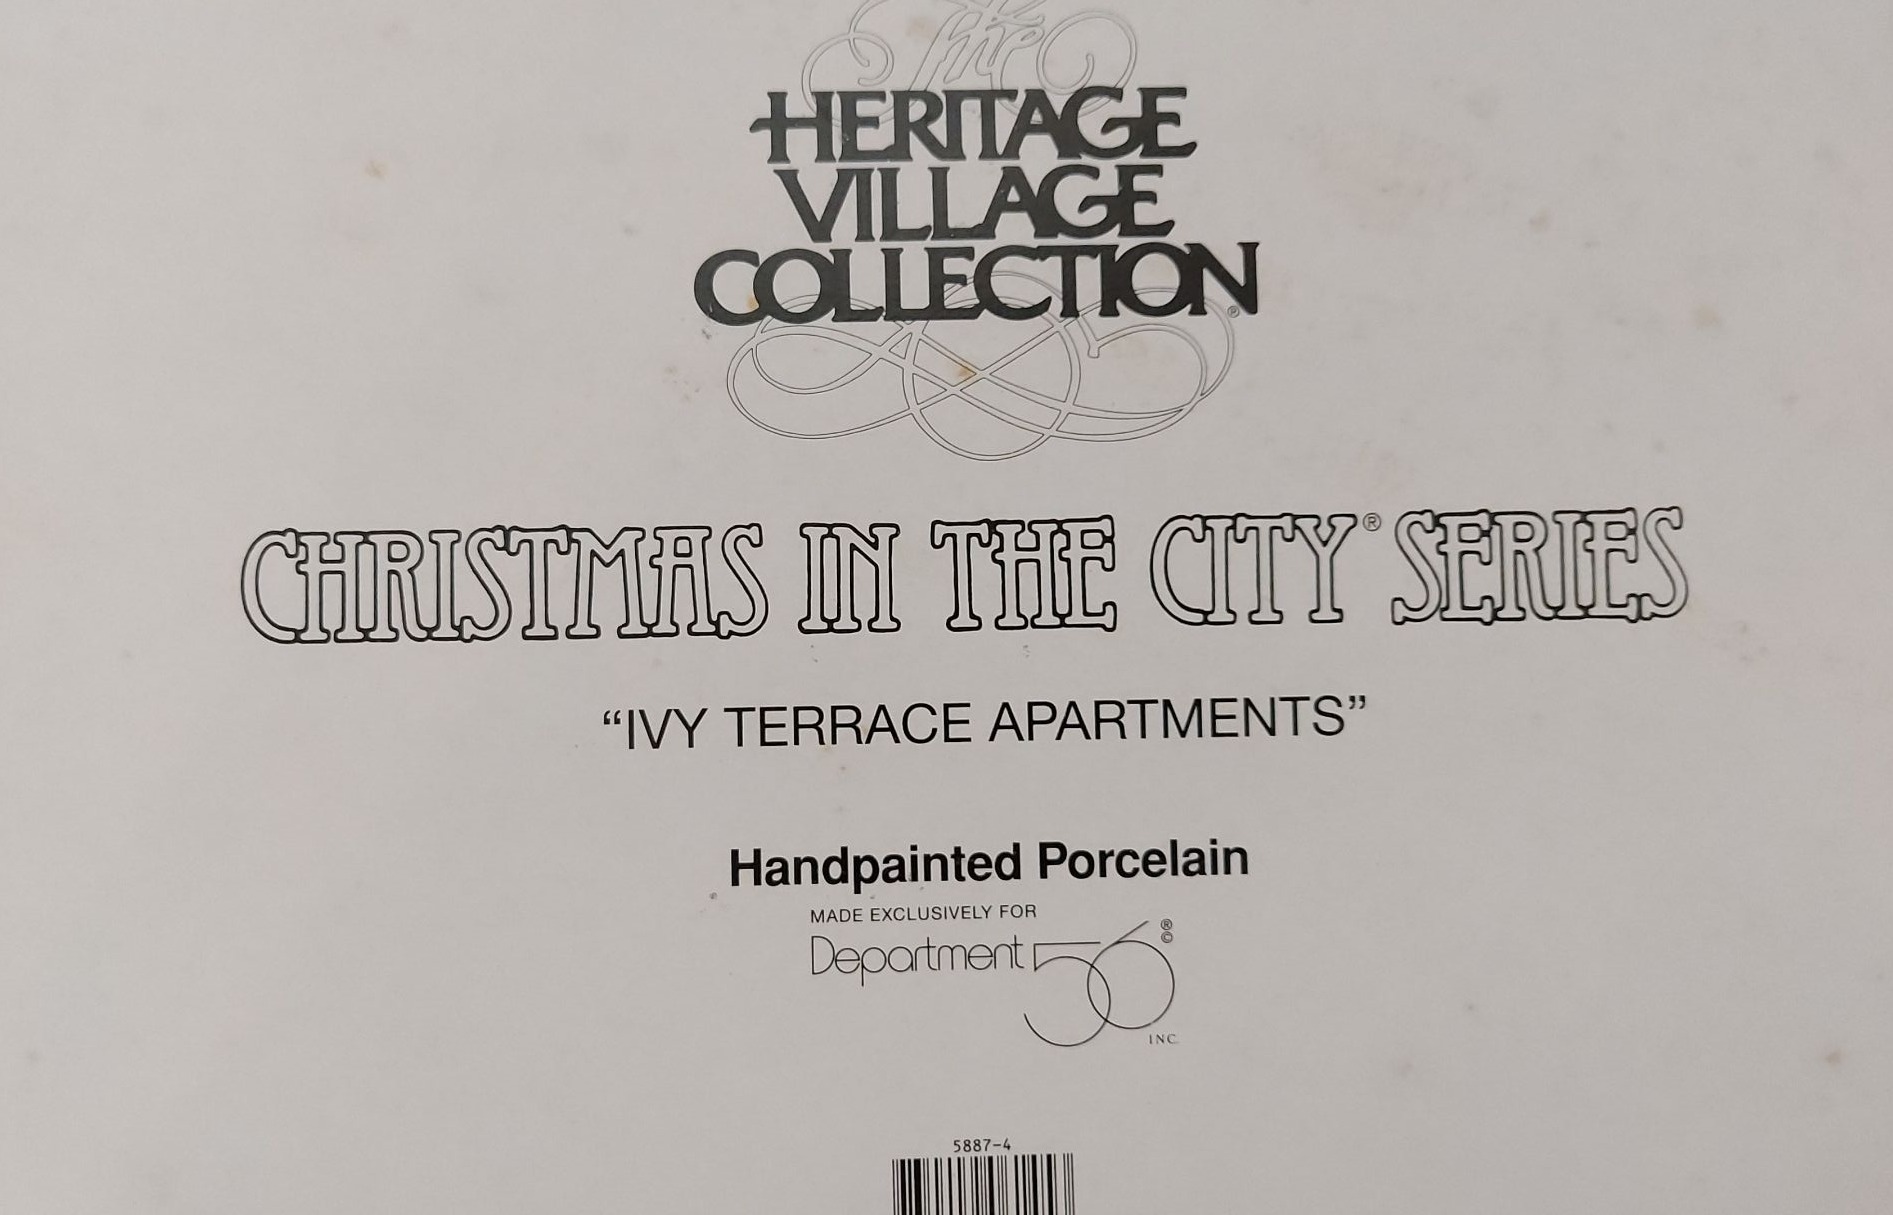 The
HERITAGE
VILLAGE
COLLECTION®
CHRISTMAS IN THE CITY® SERIES
“IVY TERRACE APARTMENTS”
Handpainted Porcelain
MADE EXCLUSIVELY FOR
Department 56®©
INC.
5887-4